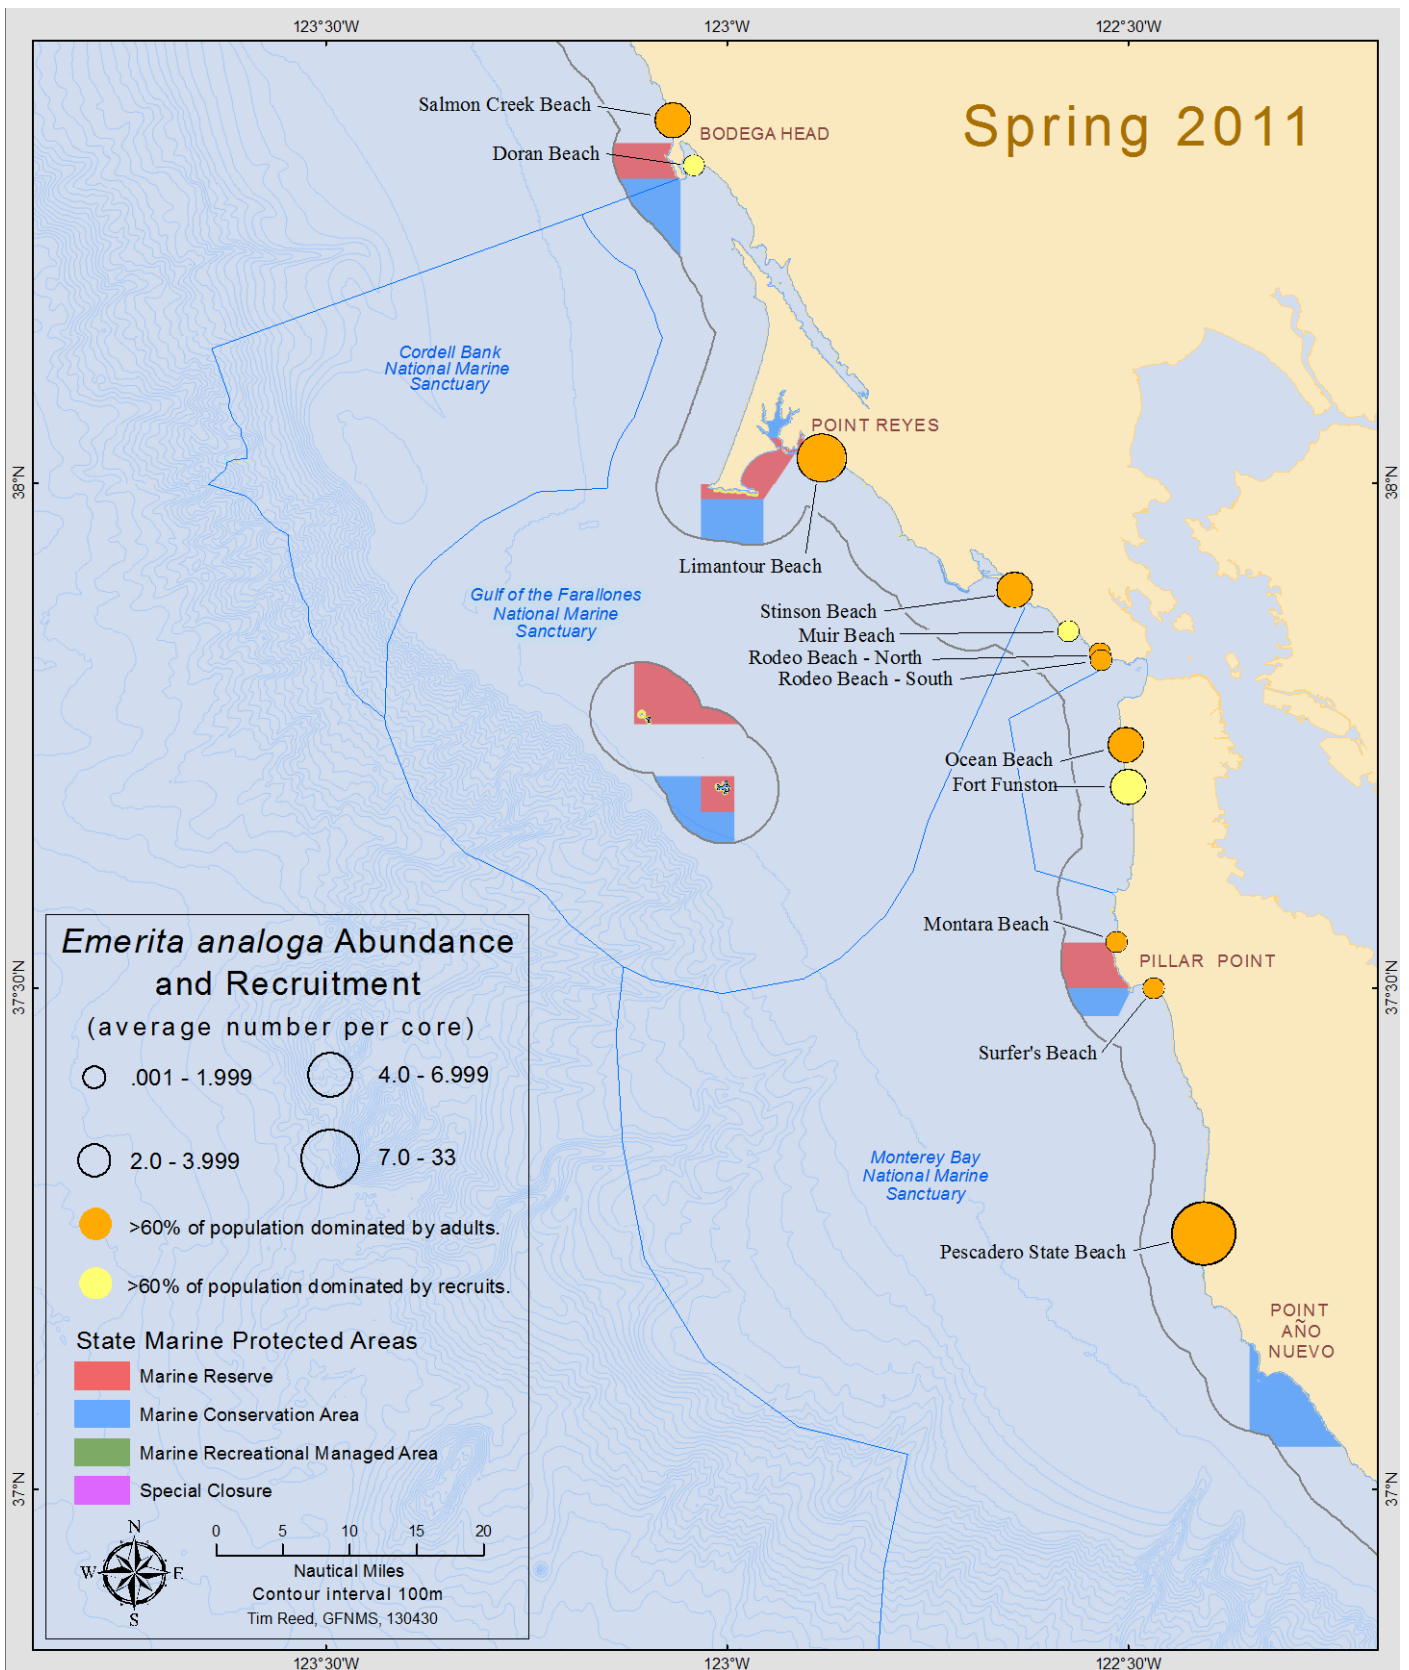 123°30'W
123°W
122°30'W
Spring 2011
Salmon Creek Beach
BODEGA HEAD
Doran Beach
Cordell Bank
National Marine
Sanctuary
POINT REYES
38°N
38°N
Limantour Beach
Gulf of the Farallones
National Marine
Sanctuary
Stinson Beach
Muir Beach
Rodeo Beach - North
Rodeo Beach - South
Ocean Beach
Fort Funston
Montara Beach
PILLAR POINT
37°30'N
37°30'N
Surfer's Beach
Monterey Bay
National Marine
Sanctuary
Pescadero State Beach
POINT
AÑO
NUEVO
37°N
37°N
Emerita analoga Abundance
and Recruitment
(average number per core)
.001 - 1.999
4.0 - 6.999
2.0 - 3.999
7.0 - 33
>60% of population dominated by adults.
>60% of population dominated by recruits.
State Marine Protected Areas
Marine Reserve
Marine Conservation Area
Marine Recreational Managed Area
Special Closure
N
W E
S
0 5 10 15 20
Nautical Miles
Contour interval 100m
Tim Reed, GFNMS, 130430
123°30'W
123°W
122°30'W